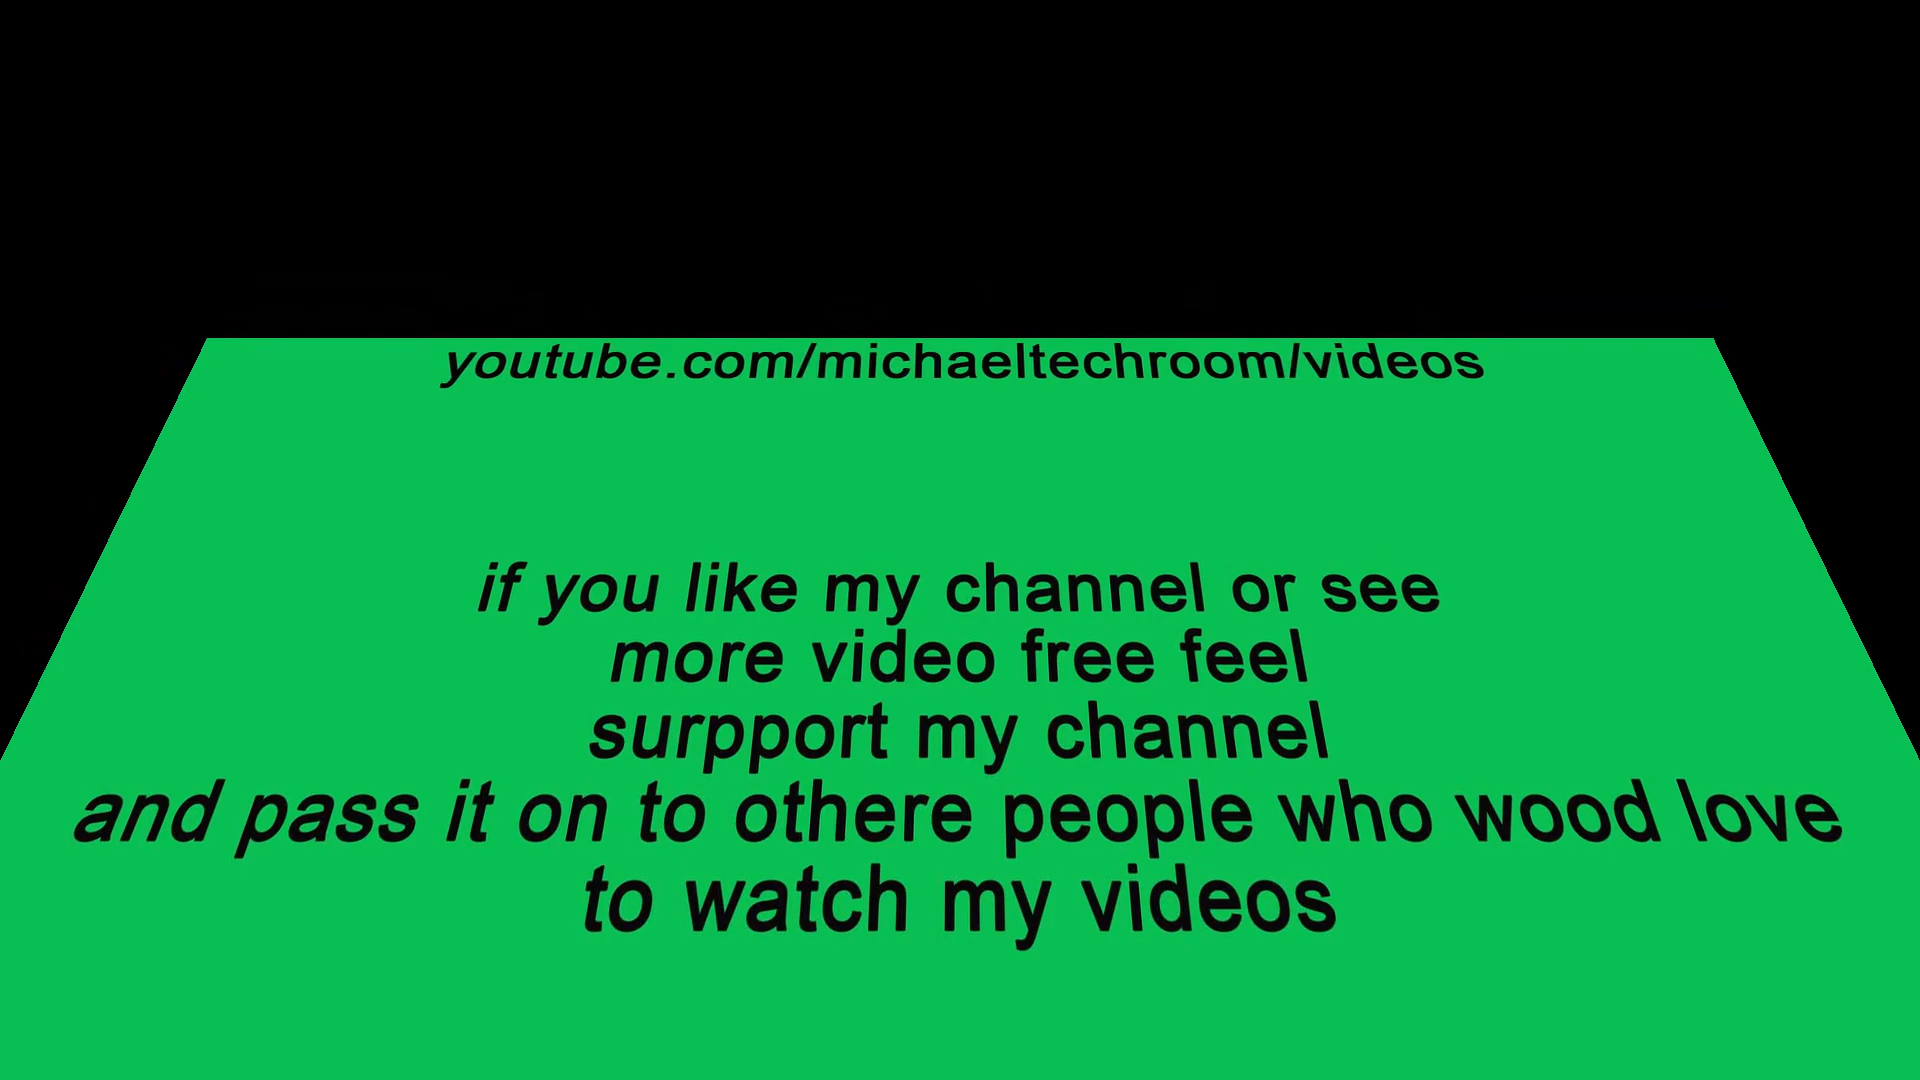 youtube.com/michaeltechroom/videos
if you like my channel or see
more video free feel
surpport my channel
and pass it on to othere people who wood love
to watch my videos